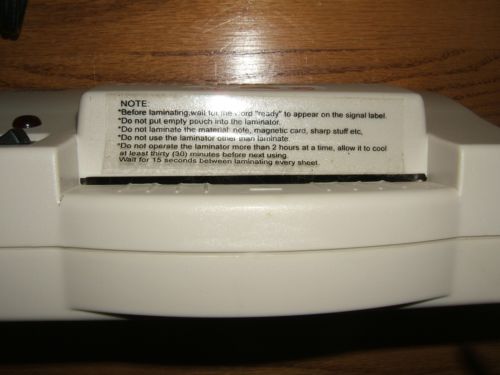 NOTE:
*Before laminating,wait for the word "ready" to appear on the signal label.
*Do not put empty pouch into the laminator.
*Do not laminate the material: note, magnetic card, sharp stuff etc,
*Do not use the laminator other than laminate.
*Do not operate the laminator more than 2 hours at a time, allow it to cool
at least thirty (30) minutes before next using.
Wait for 15 seconds between laminating every sheet.